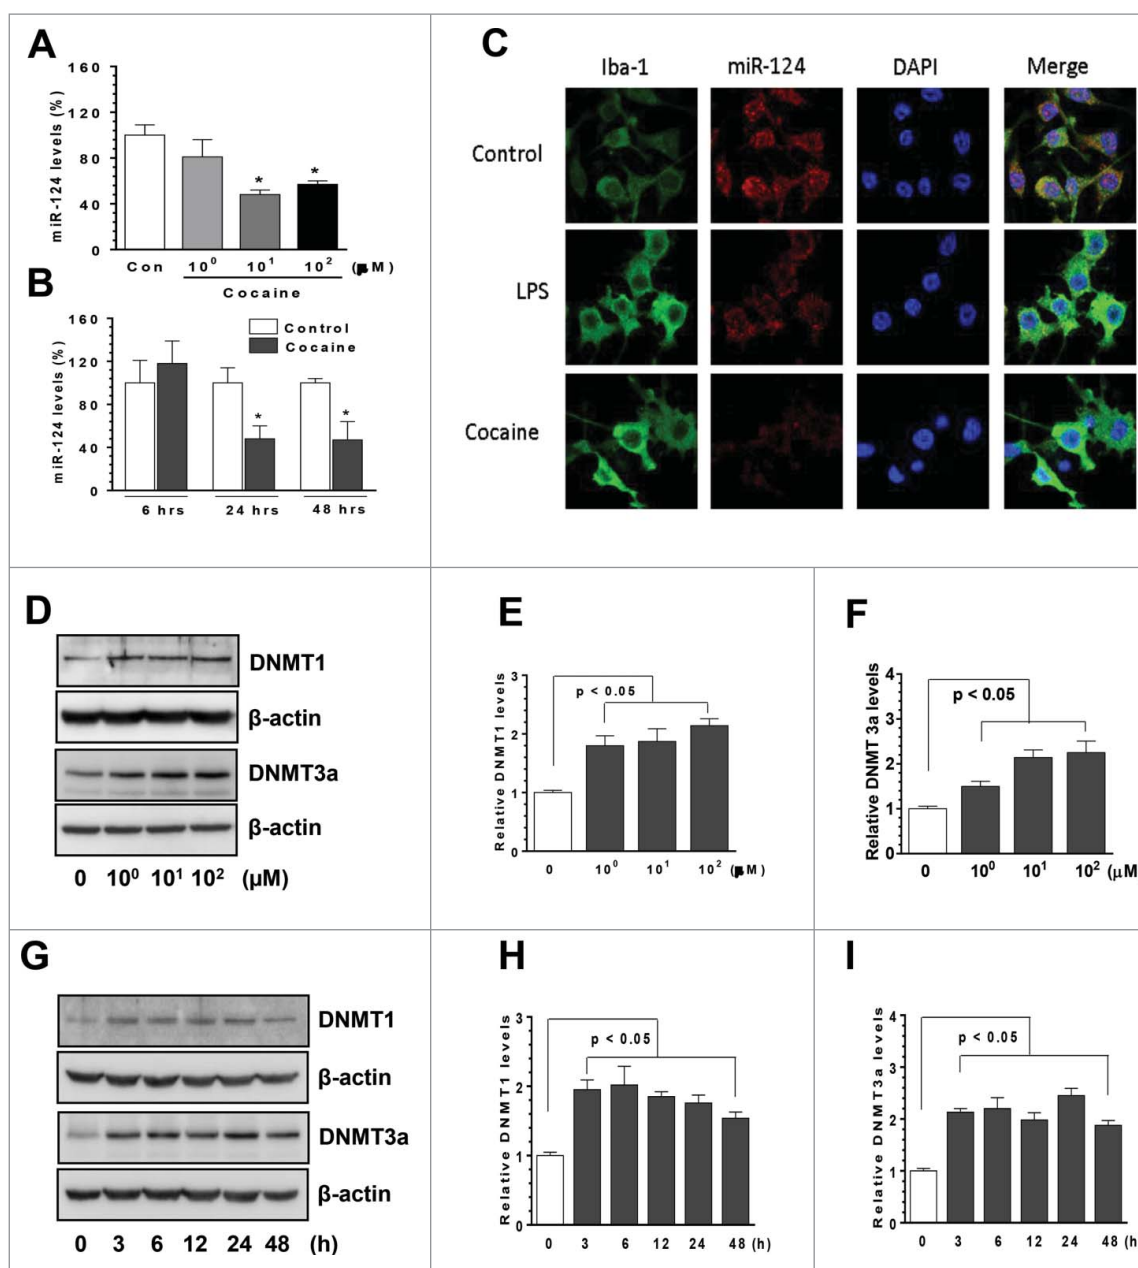 A
160
120
80
40
0
miR-124 levels (%)
*
*
Con 10⁰ 10¹ 10² (μM)
Cocaine
B
160
120
80
40
0
miR-124 levels (%)
Control
Cocaine
*
*
6 hrs 24 hrs 48 hrs
C
Iba-1 miR-124 DAPI Merge
Control
LPS
Cocaine
D
DNMT1
β-actin
DNMT3a
β-actin
0 10⁰ 10¹ 10² (μM)
E
3
2
1
0
Relative DNMT1 levels
p < 0.05
0 10⁰ 10¹ 10² (μM)
F
4
3
2
1
0
Relative DNMT 3a levels
p < 0.05
0 10⁰ 10¹ 10² (μM
G
DNMT1
β-actin
DNMT3a
β-actin
0 3 6 12 24 48 (h)
H
3
2
1
0
Relative DNMT1 levels
p < 0.05
0 3 6 12 24 48 (h)
I
4
3
2
1
0
Relative DNMT3a levels
p < 0.05
0 3 6 12 24 48 (h)